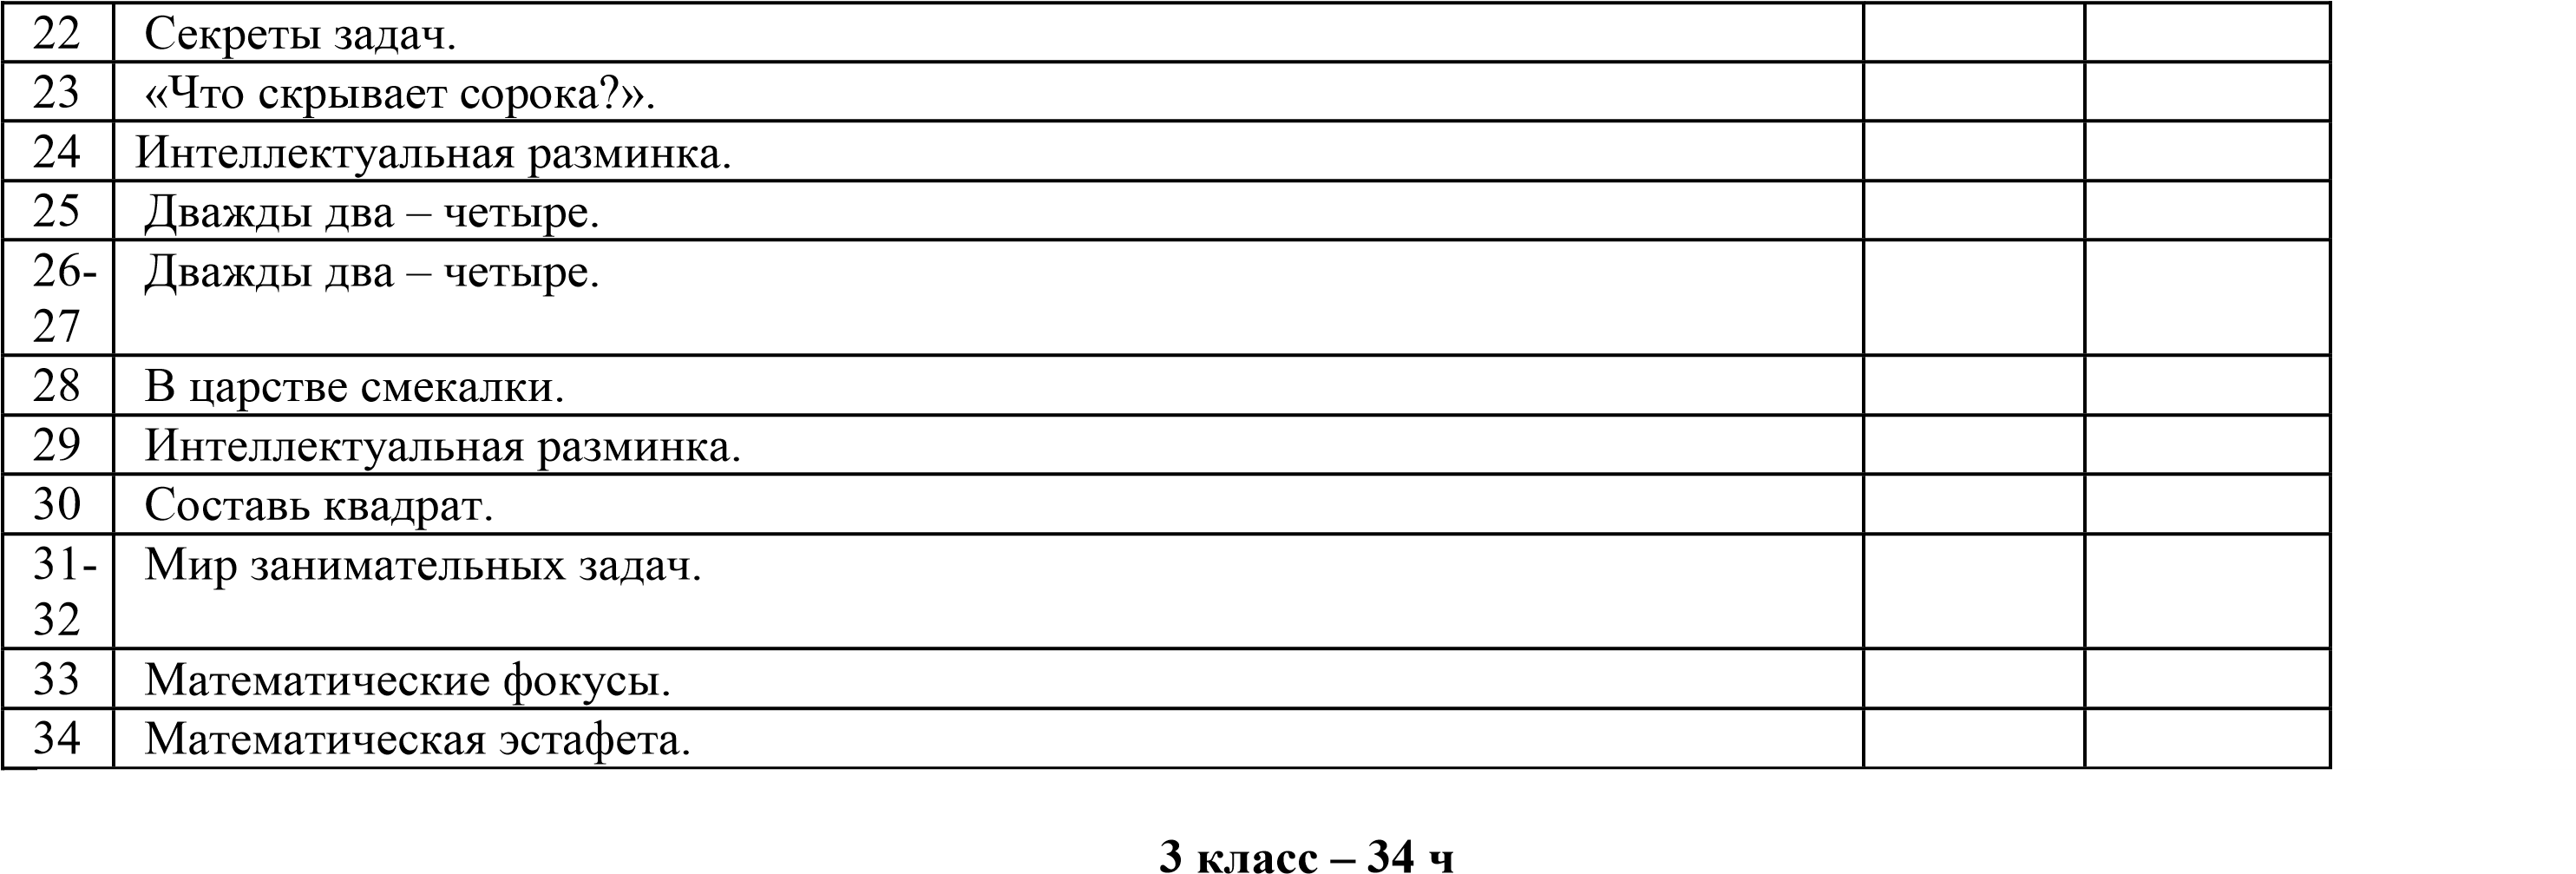 22 Секреты задач.
23 «Что скрывает сорока?».
24 Интеллектуальная разминка.
25 Дважды два – четыре.
26- Дважды два – четыре.
27
28 В царстве смекалки.
29 Интеллектуальная разминка.
30 Составь квадрат.
31- Мир занимательных задач.
32
33 Математические фокусы.
34 Математическая эстафета.
3 класс – 34 ч